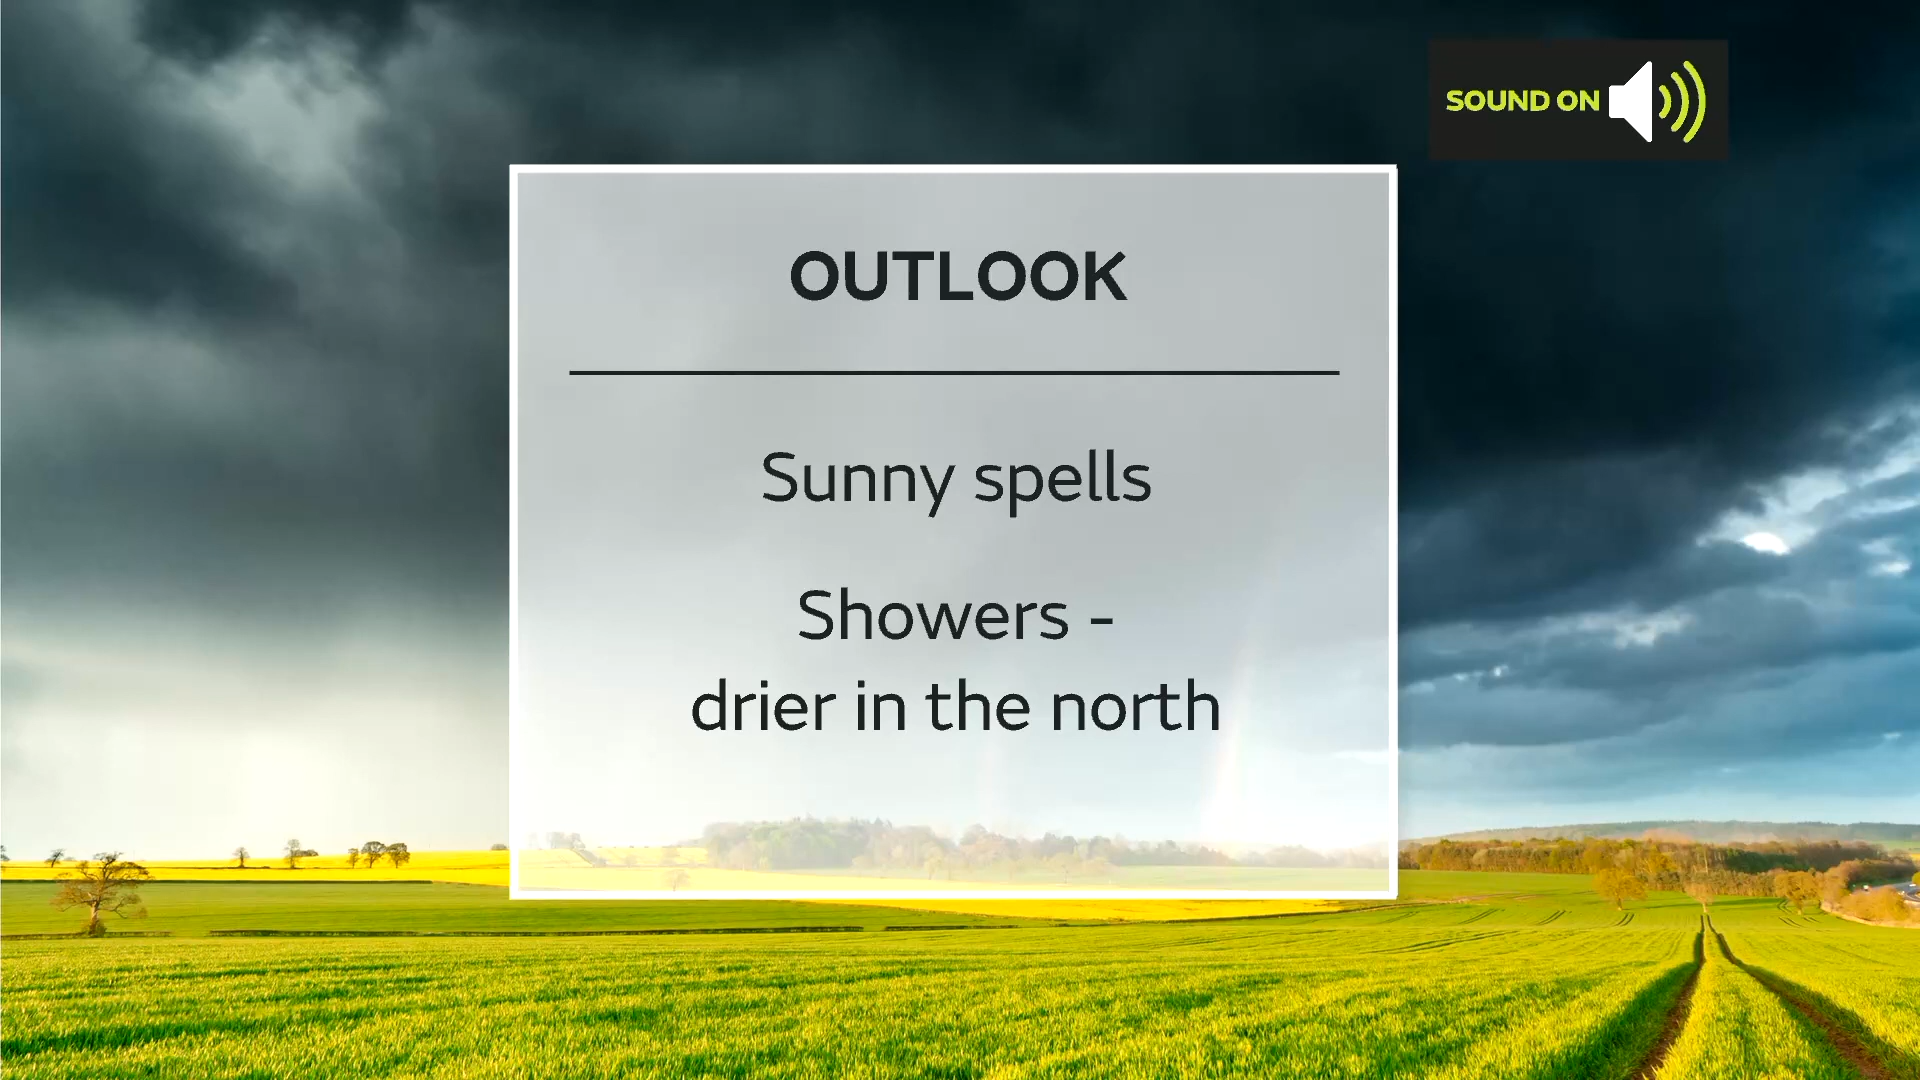 SOUND ON
OUTLOOK
Sunny spells
Showers -
drier in the north